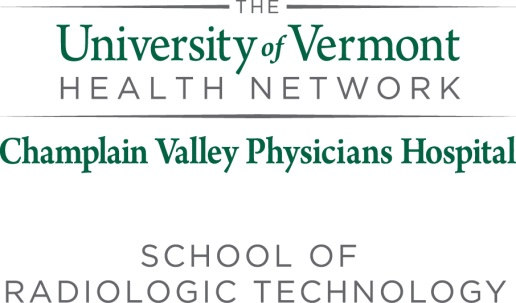 THE
University of Vermont
HEALTH NETWORK
Champlain Valley Physicians Hospital
SCHOOL OF
RADIOLOGIC TECHNOLOGY